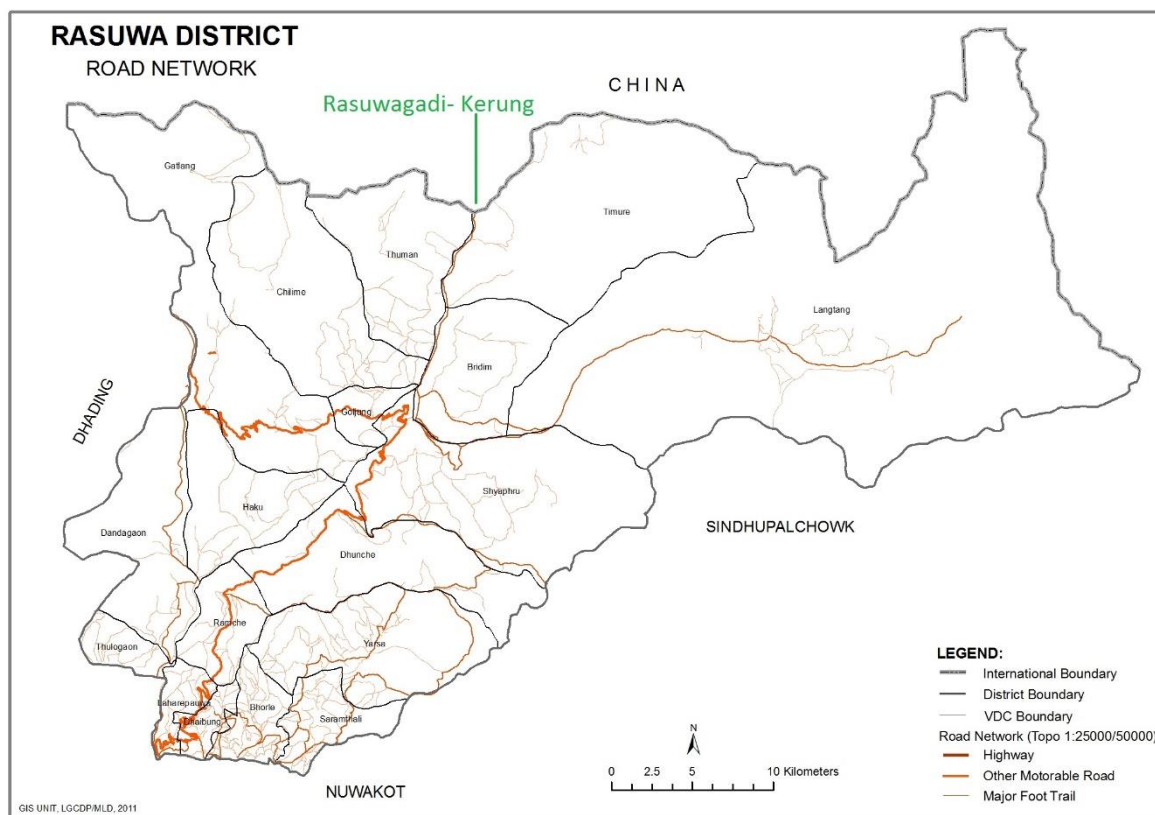 RASUWA DISTRICT
ROAD NETWORK
CHINA
Rasuwagadi- Kerung
Gatlang
Timure
Thuman
Chilime
Langtang
Bridim
DHADING
Goljung
Shyaphru
Haku
SINDHUPALCHOWK
Dandagaon
Dhunche
Ramche
Yarsa
Thulogaon
Laharepauwa
Bhorle
Saramthali
Dhaibung
NUWAKOT
N
0 2.5 5 10 Kilometers
LEGEND:
International Boundary
District Boundary
VDC Boundary
Road Network (Topo 1:25000/50000)
Highway
Other Motorable Road
Major Foot Trail
GIS UNIT, LGCDP/MLD, 2011